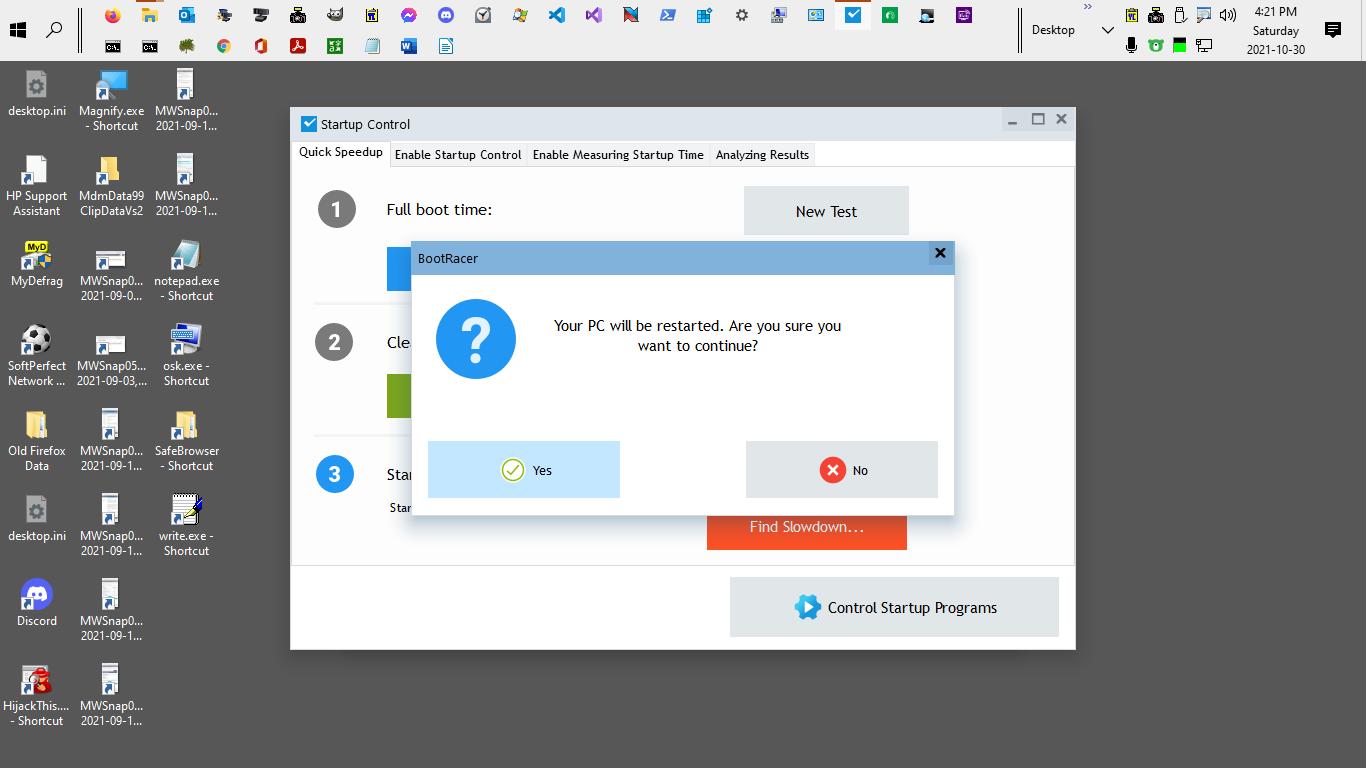 Desktop
4:21 PM
Saturday
2021-10-30
desktop.ini
Magnify.exe
- Shortcut
MWSnap0...
2021-09-1...
HP Support
Assistant
MdmData99
ClipDataVs2
MWSnap0...
2021-09-1...
MyD
MyDefrag
MWSnap0...
2021-09-0...
notepad.exe
- Shortcut
SoftPerfect
Network ...
MWSnap05...
2021-09-03,...
osk.exe -
Shortcut
Old Firefox
Data
MWSnap0...
2021-09-1...
SafeBrowser
- Shortcut
desktop.ini
MWSnap0...
2021-09-1...
write.exe -
Shortcut
Discord
MWSnap0...
2021-09-1...
HijackThis....
- Shortcut
MWSnap0...
2021-09-1...
Startup Control
Quick Speedup
Enable Startup Control
Enable Measuring Startup Time
Analyzing Results
1
Full boot time:
New Test
BootRacer
?
Your PC will be restarted. Are you sure you
want to continue?
2
Cle
Yes
No
3
Star
Star
Find Slowdown...
Control Startup Programs